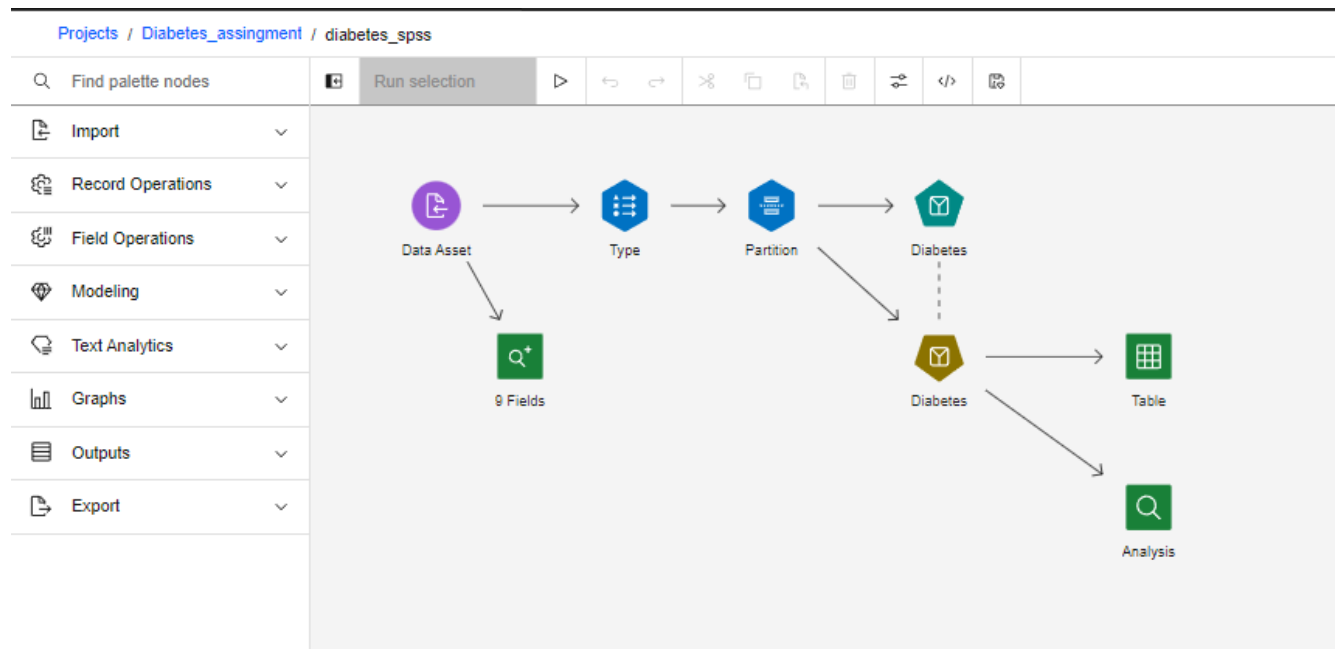 Projects / Diabetes_assingment / diabetes_spss
Find palette nodes
Run selection
Import
Record Operations
Field Operations
Modeling
Text Analytics
Graphs
Outputs
Export
Data Asset
Type
Partition
Diabetes
9 Fields
Diabetes
Table
Analysis